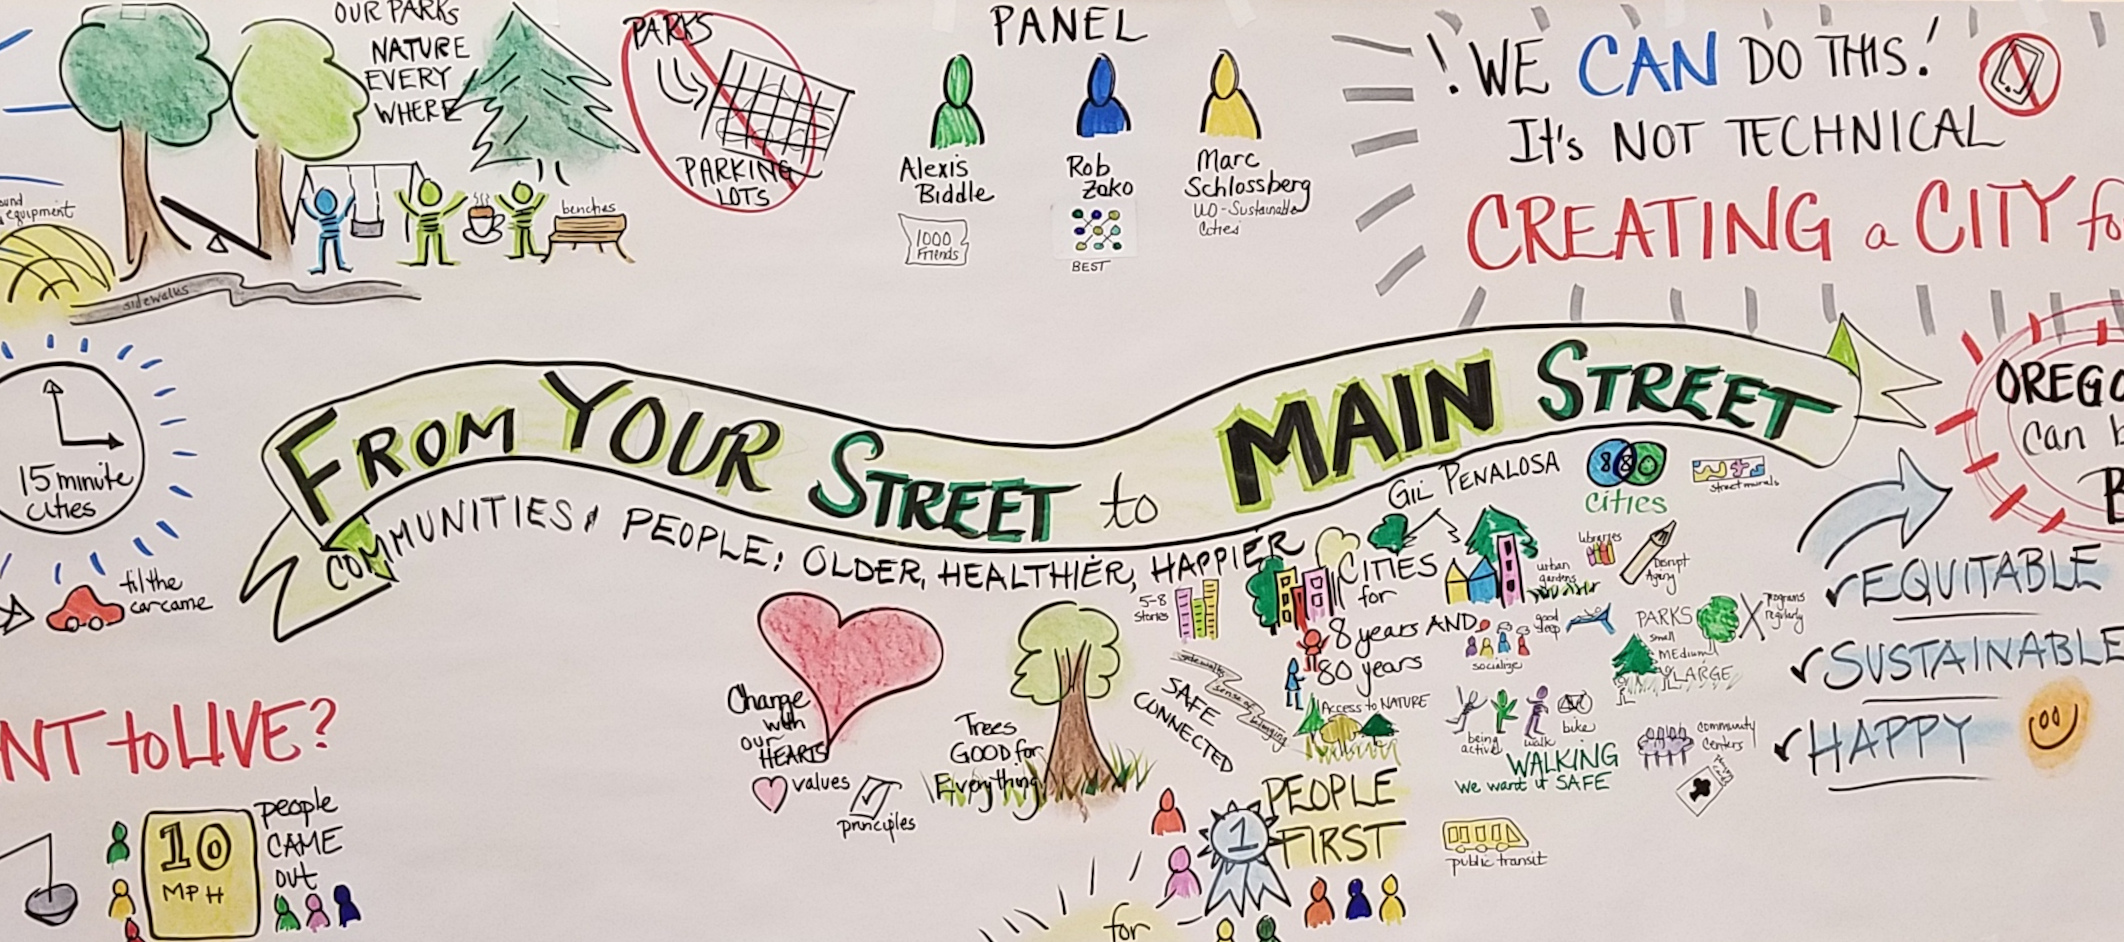 OUR PARKS
NATURE
EVERY
WHERE
equipment
sidewalks
benches
PARKS
PARKING
LOTS
PANEL
Alexis
Biddle
1000
Friends
Rob
Zako
BEST
Marc
Schlossberg
UO-Sustainable
Cities
! WE CAN DO THIS!
It's NOT TECHNICAL
CREATING a CITY fo
15 minute
cities
til the
car came
FROM YOUR STREET to MAIN STREET
COMMUNITIES & PEOPLE: OLDER, HEALTHIER, HAPPIER
GIL PENALOSA
880
cities
street murals
OREGO
can b
B
Change
with
our
HEARTS
values
principles
Trees
GOOD for
Everything
5-8
Stories
CITIES
for
8 years AND
80 years
urban
gardens
libraries
Disrupt
Aging
socialize
good
sleep
PARKS
small
MEdium
LARGE
programs
regularly
sidewalks
sense of
belonging
SAFE
CONNECTED
Access to NATURE
being
active
walk
bike
WALKING
we want it SAFE
community
centers
PEOPLE
FIRST
1
public transit
EQUITABLE
SUSTAINABLE
HAPPY
NT to LIVE?
10
MPH
people
CAME
out
for